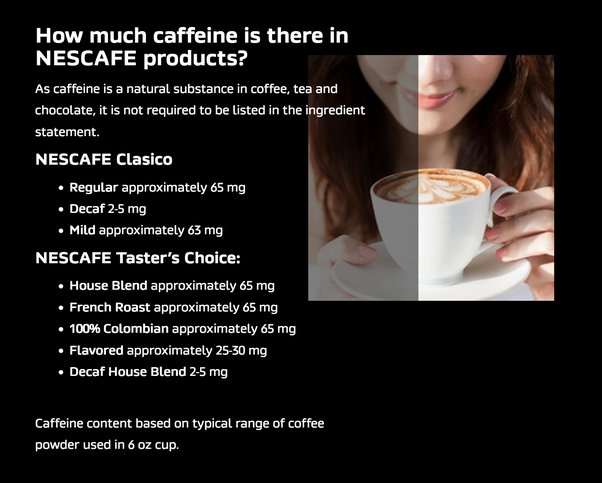 How much caffeine is there in
NESCAFE products?
As caffeine is a natural substance in coffee, tea and
chocolate, it is not required to be listed in the ingredient
statement.
NESCAFE Clasico
• Regular approximately 65 mg
• Decaf 2-5 mg
• Mild approximately 63 mg
NESCAFE Taster's Choice:
• House Blend approximately 65 mg
• French Roast approximately 65 mg
• 100% Colombian approximately 65 mg
• Flavored approximately 25-30 mg
• Decaf House Blend 2-5 mg
Caffeine content based on typical range of coffee
powder used in 6 oz cup.